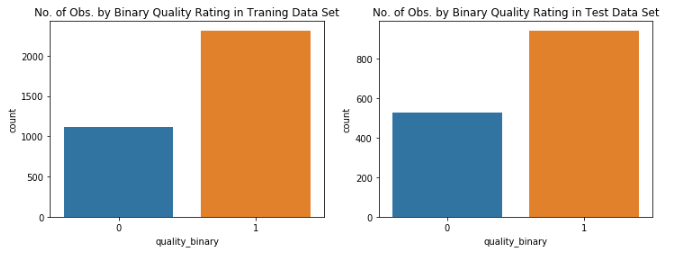 No. of Obs. by Binary Quality Rating in Traning Data Set
2000
1500
1000
500
0
count
0 1
quality_binary
No. of Obs. by Binary Quality Rating in Test Data Set
800
600
400
200
0
count
0 1
quality_binary